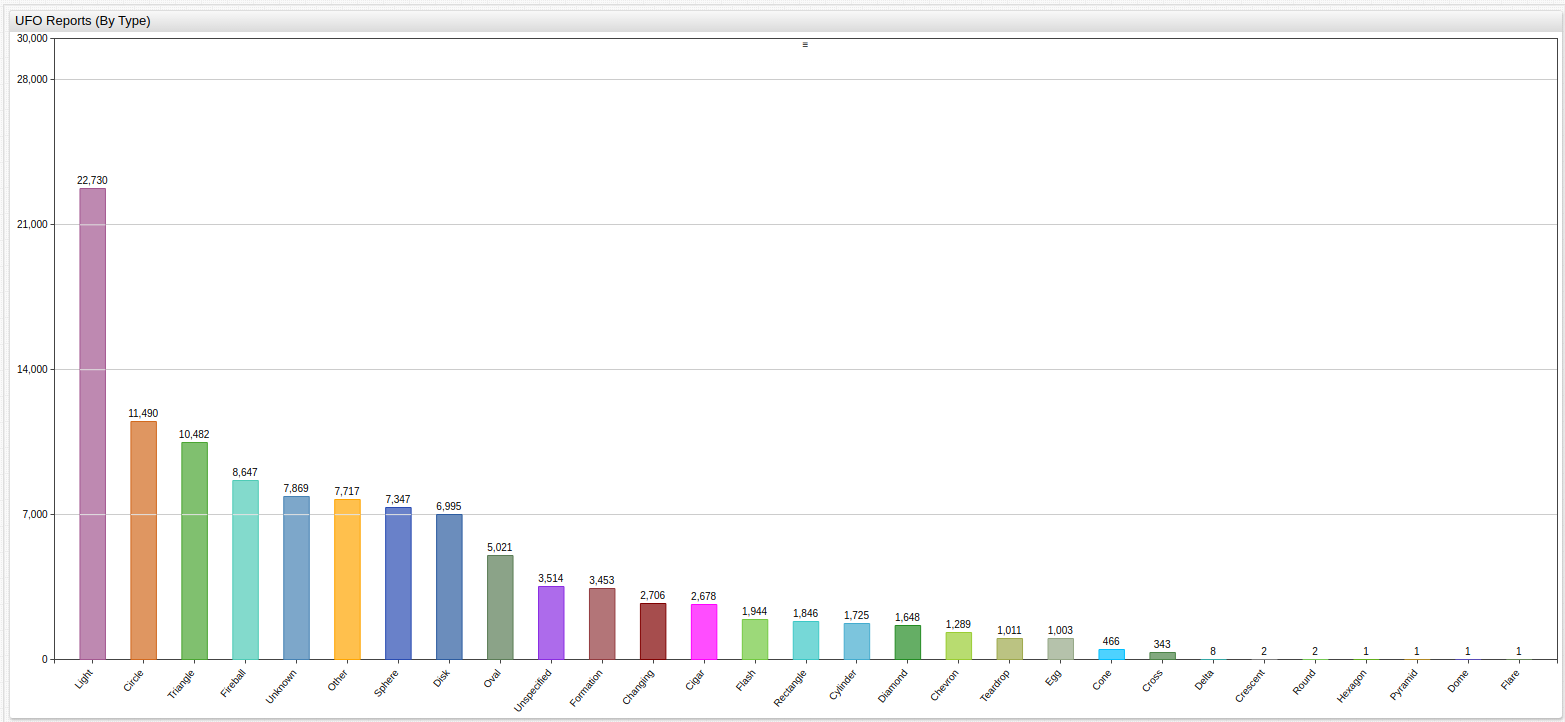 UFO Reports (By Type)
30,000
28,000
21,000
14,000
7,000
0
22,730
11,490
10,482
8,647
7,869
7,717
7,347
6,995
5,021
3,514
3,453
2,706
2,678
1,944
1,846
1,725
1,648
1,289
1,011
1,003
466
343
8
2
2
1
1
1
1
Light
Circle
Triangle
Fireball
Unknown
Other
Sphere
Disk
Oval
Unspecified
Formation
Changing
Cigar
Flash
Rectangle
Cylinder
Diamond
Chevron
Teardrop
Egg
Cone
Cross
Delta
Crescent
Round
Hexagon
Pyramid
Dome
Flare